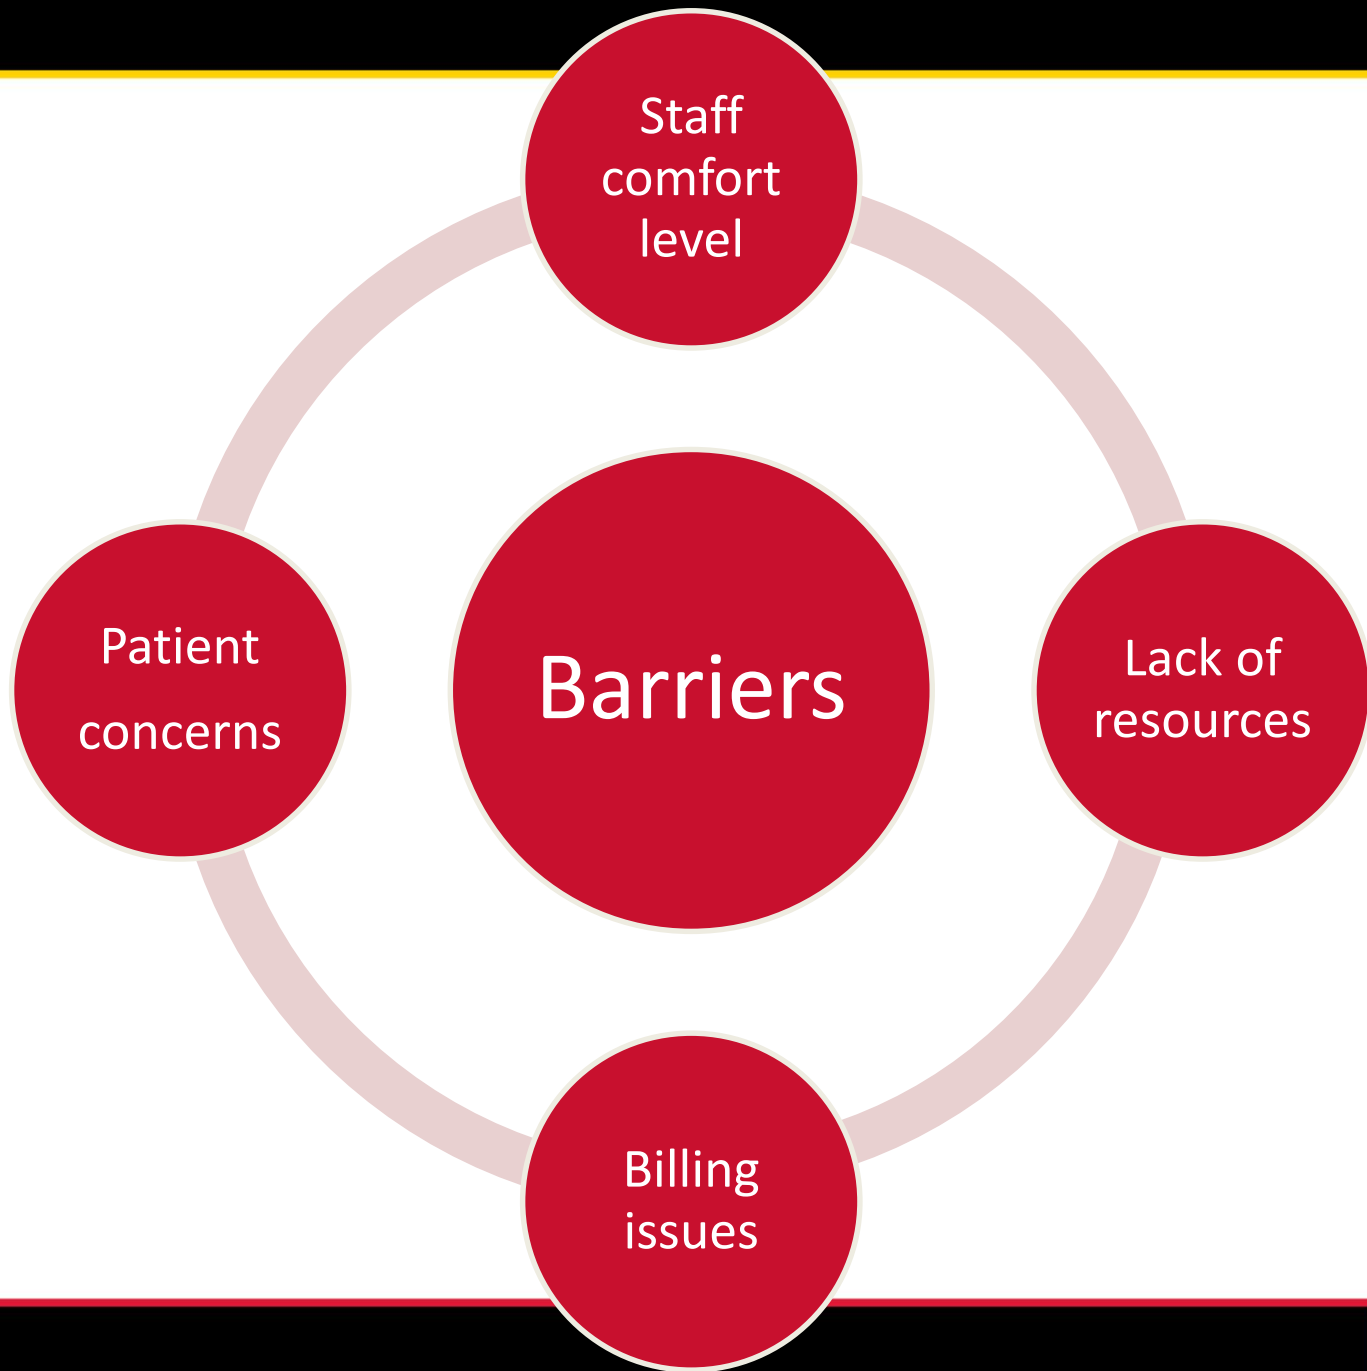 Staff
comfort
level
Patient
concerns
Barriers
Lack of
resources
Billing
issues